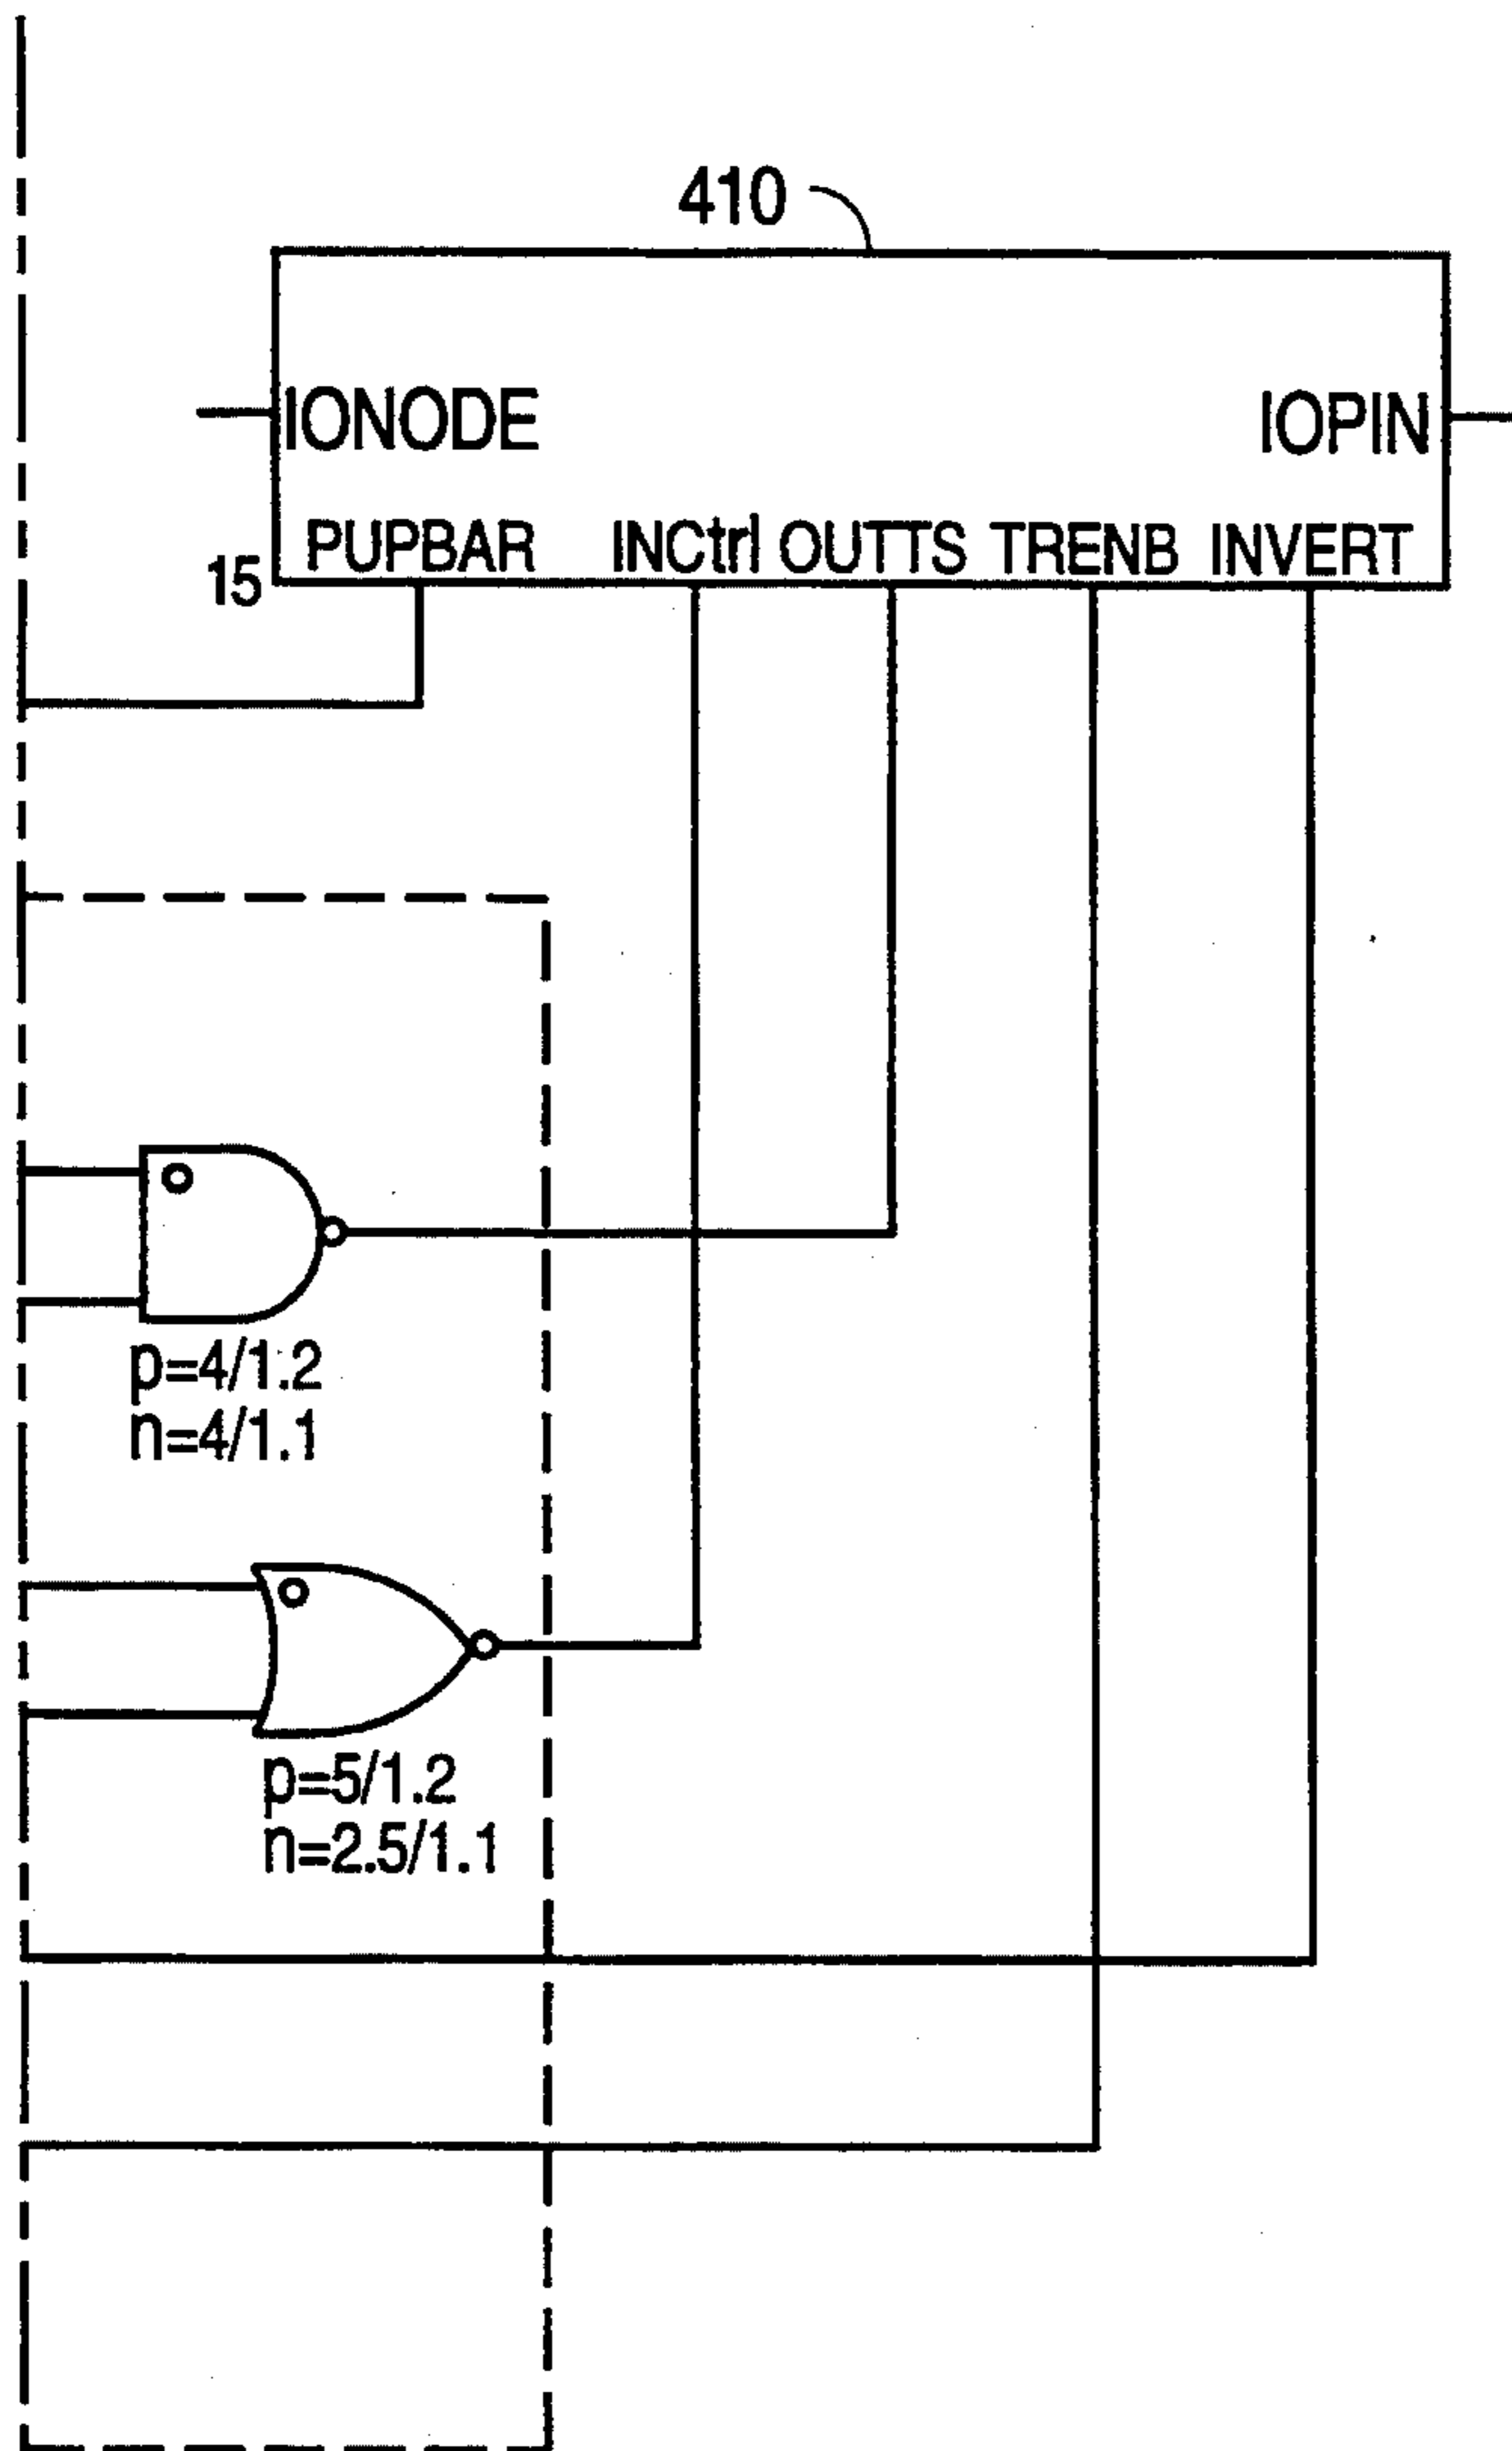 410
IONODE IOPIN
PUPBAR INCtrl OUTTS TRENB INVERT
15
p=4/1.2
n=4/1.1
p=5/1.2
n=2.5/1.1